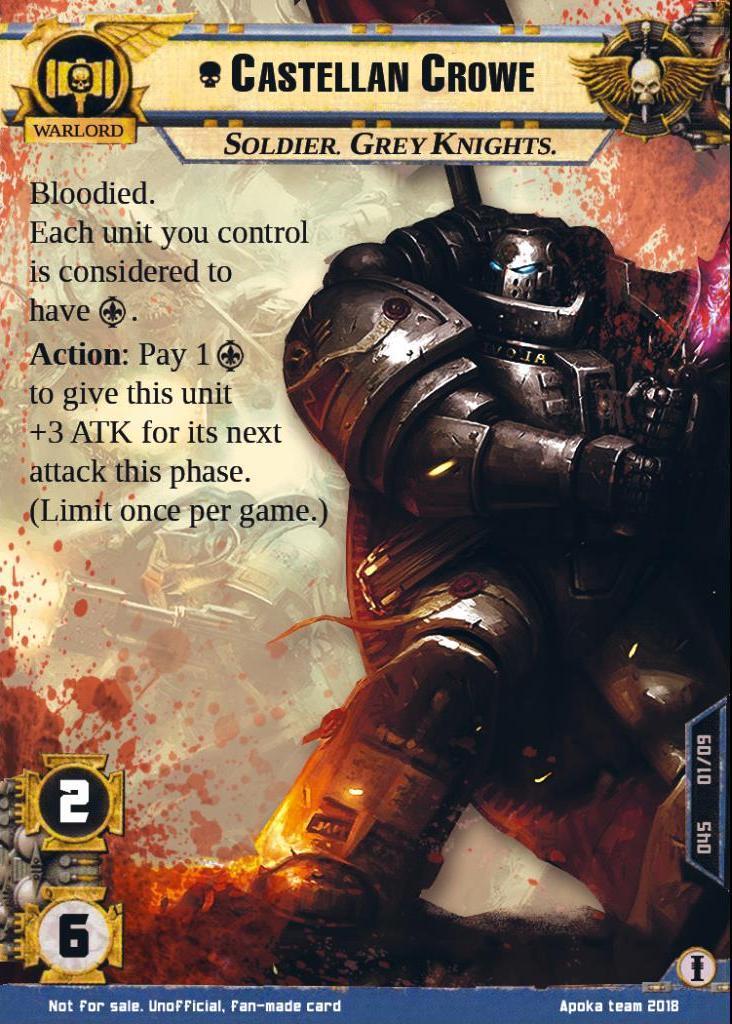 CASTELLAN CROWE
WARLORD
SOLDIER. GREY KNIGHTS.
Bloodied.
Each unit you control
is considered to
have .
Action: Pay 1
to give this unit
+3 ATK for its next
attack this phase.
(Limit once per game.)
2
6
09/10
045
I
Not for sale. Unofficial, fan-made card
Apoka team 2018